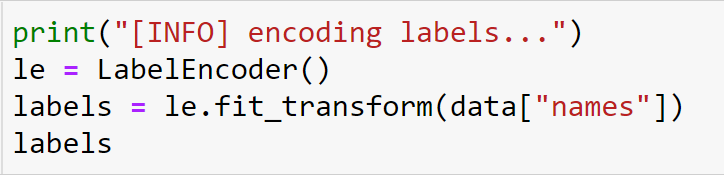 print("[INFO] encoding labels...")
le = LabelEncoder()
labels = le.fit_transform(data["names"])
labels